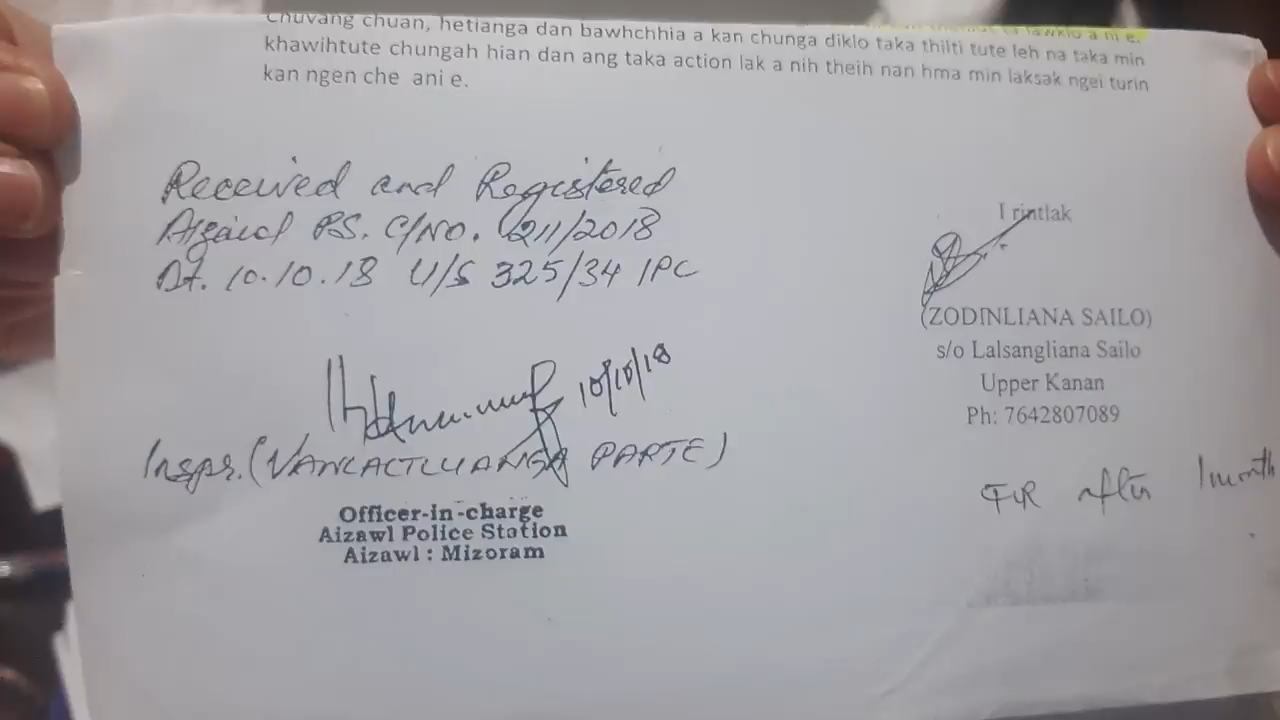 Chuvang chuan, hetianga dan bawhchhia a kan chunga diklo taka thilti tute leh na taka min
khawihtute chungah hian dan ang taka action lak a nih theih nan hma min laksak ngei turin
kan ngen che ani e.
Received and Registered
Aizawl P.S. C/No. 211/2018
Dt. 10.10.18 U/S 325/34 IPC
10/10/18
Inspr. (VANLALTLUANGA PARTE)
Officer-in-charge
Aizawl Police Station
Aizawl : Mizoram
I rintlak
(ZODINLIANA SAILO)
s/o Lalsangliana Sailo
Upper Kanan
Ph: 7642807089
FIR after 1 month